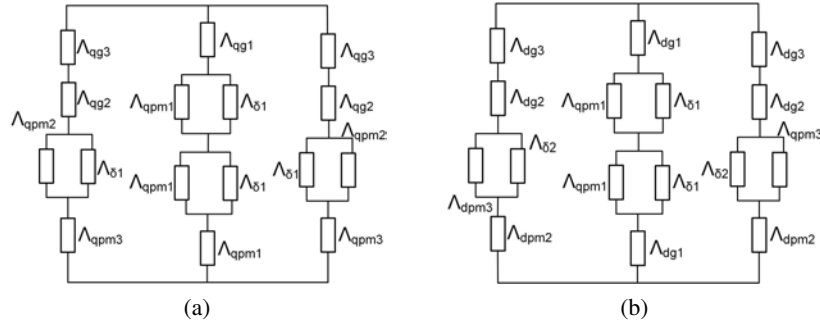 Λqg3
Λqg1
Λqg3
Λqg2
Λqpm1
Λδ1
Λqg2
Λqpm2
Λqpm2
Λδ1
Λqpm1
Λδ1
Λδ1
Λqpm3
Λqpm1
Λqpm3
(a)
Λdg3
Λdg1
Λdg3
Λdg2
Λqpm1
Λδ1
Λdg2
Λqpm3
Λδ2
Λqpm1
Λδ1
Λδ2
Λdpm3
Λdpm2
Λdg1
Λdpm2
(b)